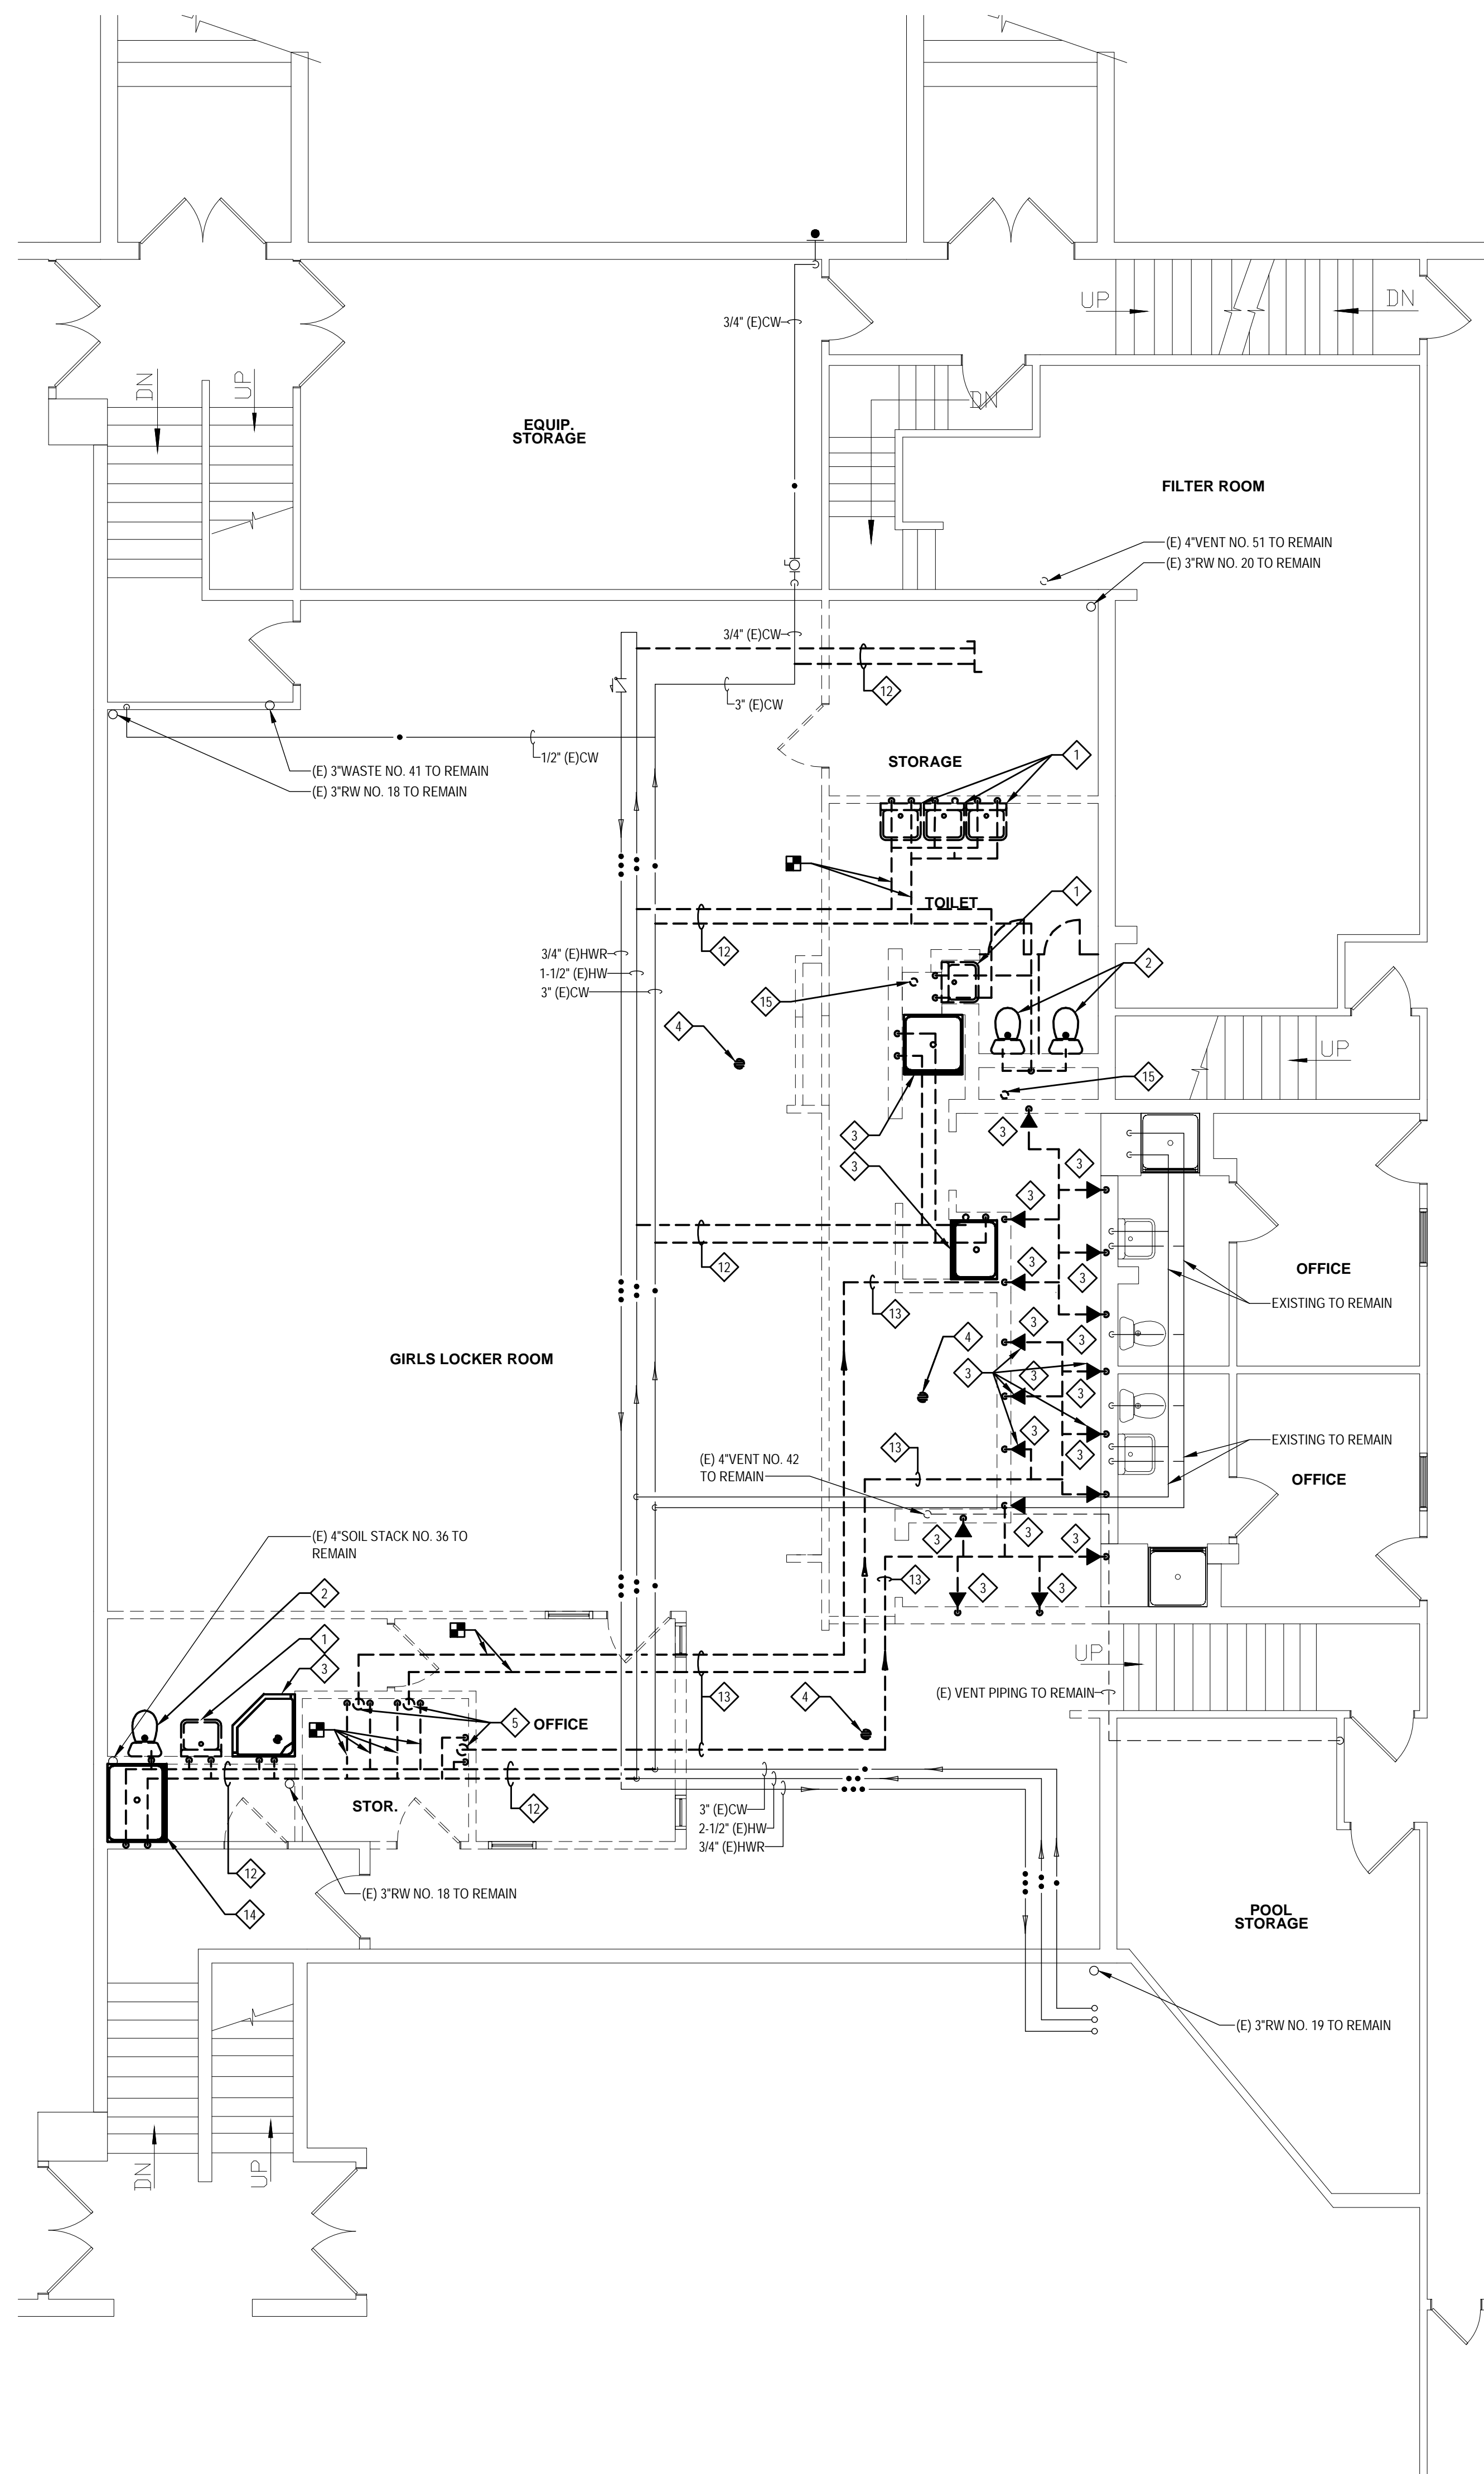 UP
DN
3/4" (E)CW
DN
UP
DN
EQUIP.
STORAGE
FILTER ROOM
(E) 4"VENT NO. 51 TO REMAIN
(E) 3"RW NO. 20 TO REMAIN
3/4" (E)CW
12
3" (E)CW
1/2" (E)CW
1
STORAGE
(E) 3"WASTE NO. 41 TO REMAIN
(E) 3"RW NO. 18 TO REMAIN
1
TOILET
12
3/4" (E)HWR
1-1/2" (E)HW
3" (E)CW
2
15
4
UP
15
3
3
3
3
3
3
12
3
OFFICE
EXISTING TO REMAIN
13
3
3
4
3
GIRLS LOCKER ROOM
3
3
3
3
3
EXISTING TO REMAIN
13
(E) 4"VENT NO. 42
TO REMAIN
OFFICE
(E) 4"SOIL STACK NO. 36 TO
REMAIN
3
3
3
13
3
3
2
1
3
UP
(E) VENT PIPING TO REMAIN
13
4
5
OFFICE
STOR.
12
3" (E)CW
2-1/2" (E)HW
3/4" (E)HWR
12
(E) 3"RW NO. 18 TO REMAIN
14
POOL
STORAGE
(E) 3"RW NO. 19 TO REMAIN
DN
UP